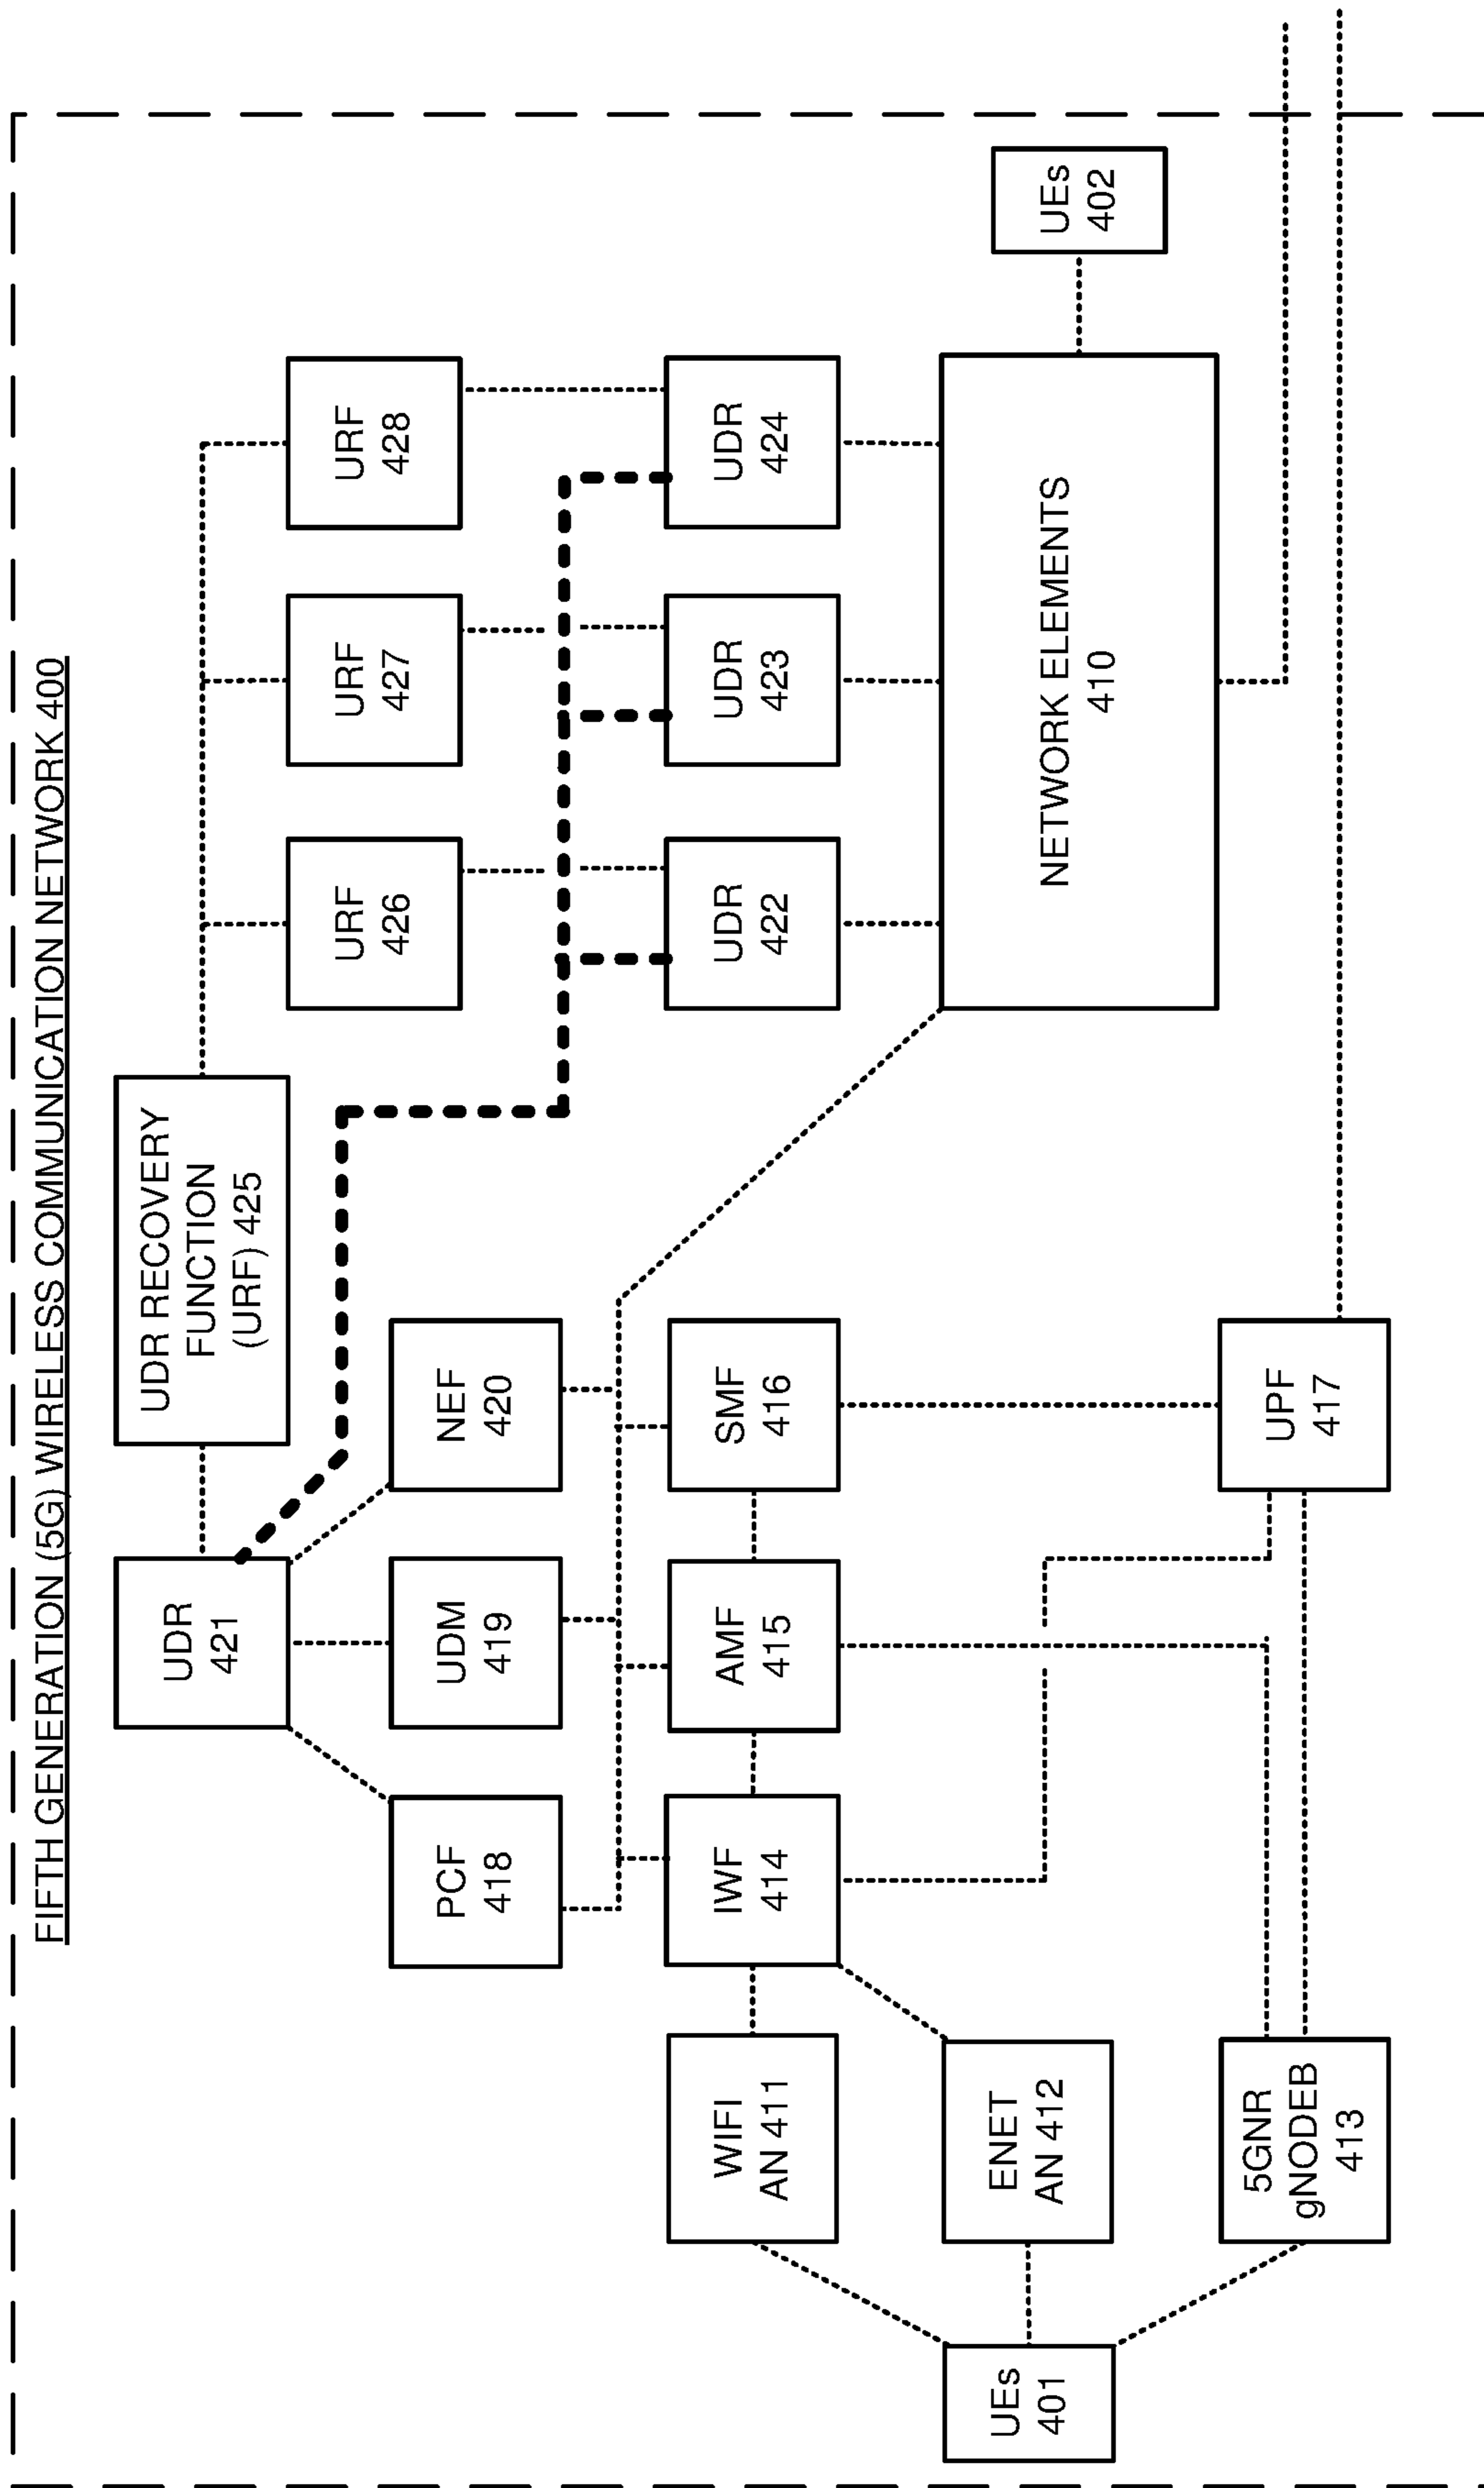 FIFTH GENERATION (5G) WIRELESS COMMUNICATION NETWORK 400
UDR
421
UDR RECOVERY
FUNCTION
(URF) 425
URF
426
URF
427
URF
428
PCF
418
UDM
419
NEF
420
WIFI
AN 411
IWF
414
AMF
415
SMF
416
UDR
422
UDR
423
UDR
424
UEs
401
ENET
AN 412
NETWORK ELEMENTS
410
UEs
402
5GNR
gNODEB
413
UPF
417